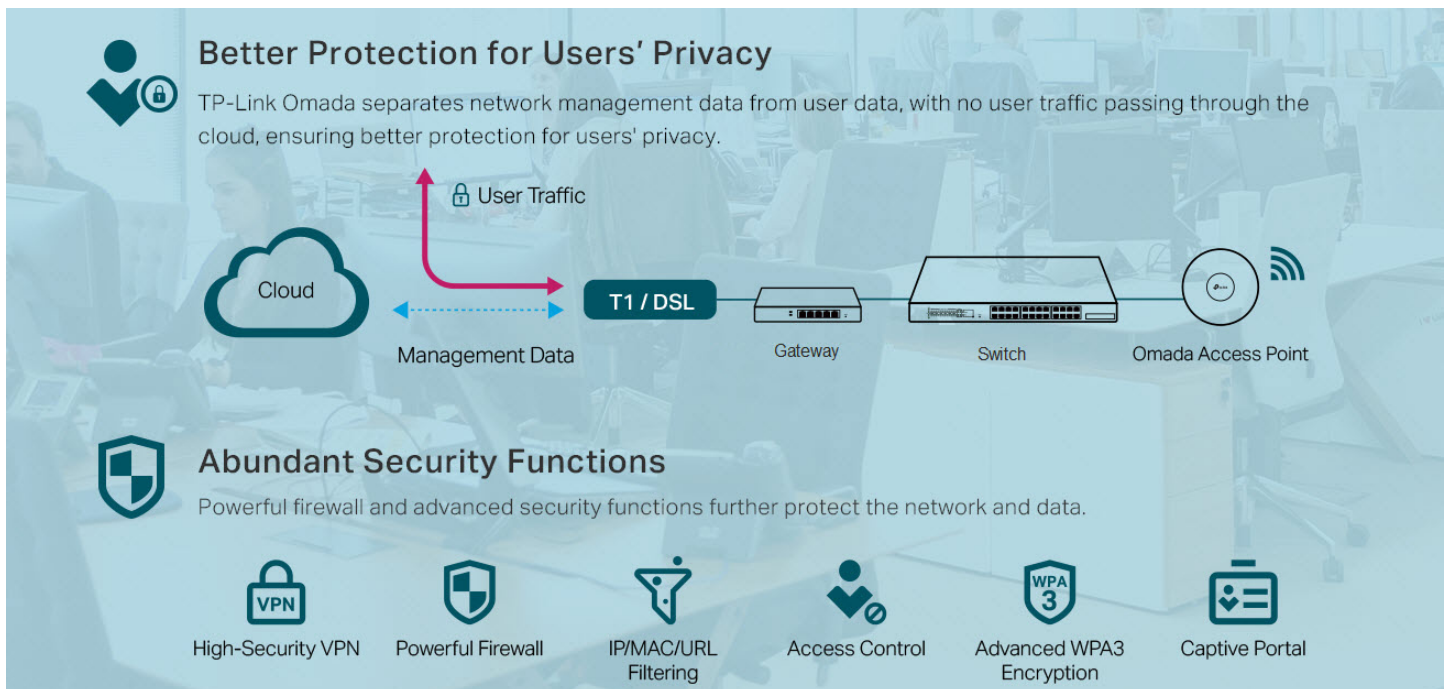 Better Protection for Users' Privacy
TP-Link Omada separates network management data from user data, with no user traffic passing through the
cloud, ensuring better protection for users' privacy.
User Traffic
Cloud
T1 / DSL
Management Data
Gateway
Switch
Omada Access Point
Abundant Security Functions
Powerful firewall and advanced security functions further protect the network and data.
VPN
WPA
3
High-Security VPN
Powerful Firewall
IP/MAC/URL
Filtering
Access Control
Advanced WPA3
Encryption
Captive Portal